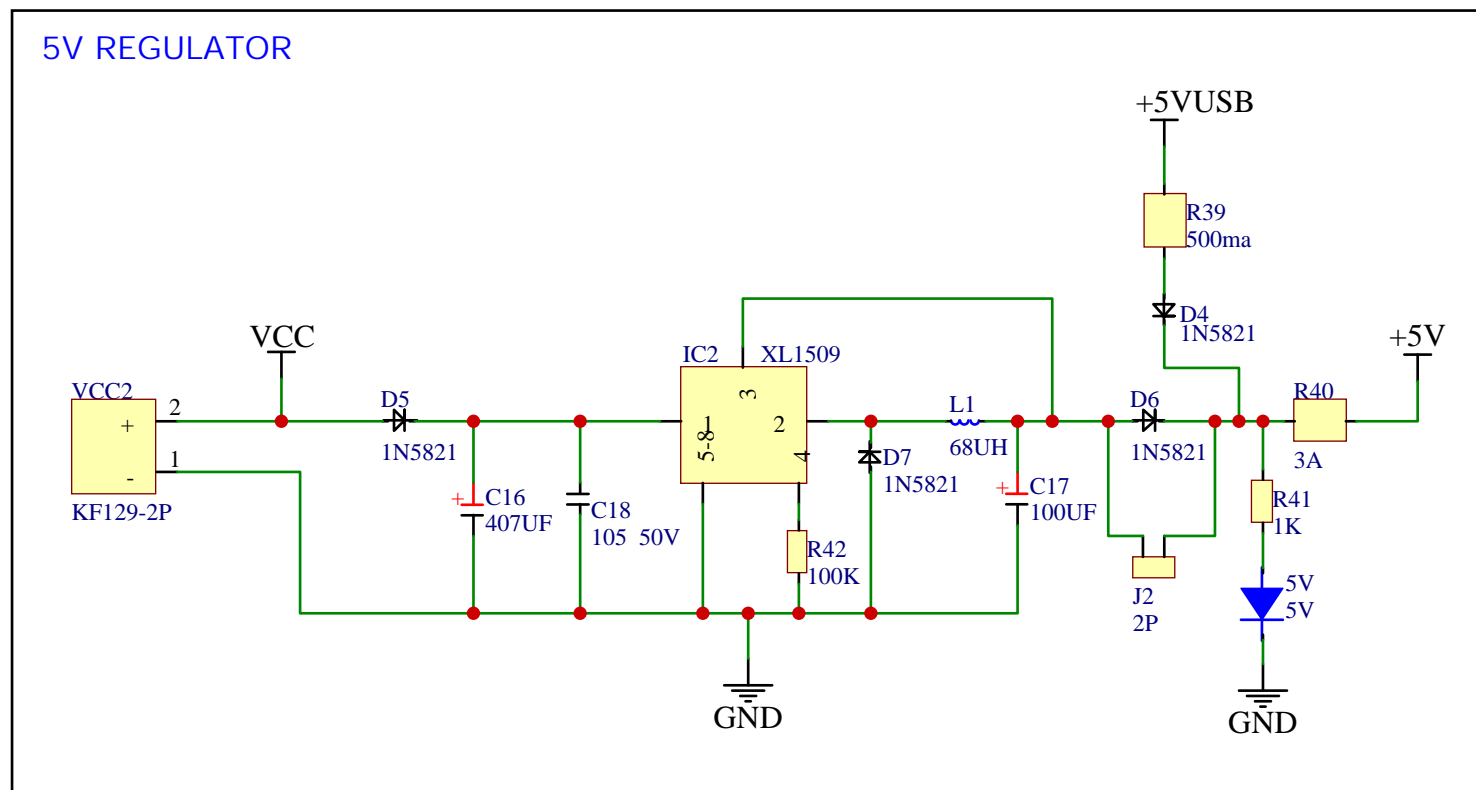 5V REGULATOR
+5VUSB
R39
500ma
D4
1N5821
+5V
VCC
IC2 XL1509
VCC2
2
+
1
-
KF129-2P
D5
1N5821
3
1
2
5-8
4
L1
68UH
D6
1N5821
R40
3A
D7
1N5821
+
C16
407UF
C18
105 50V
+
C17
100UF
R41
1K
R42
100K
J2
2P
5V
5V
GND
GND